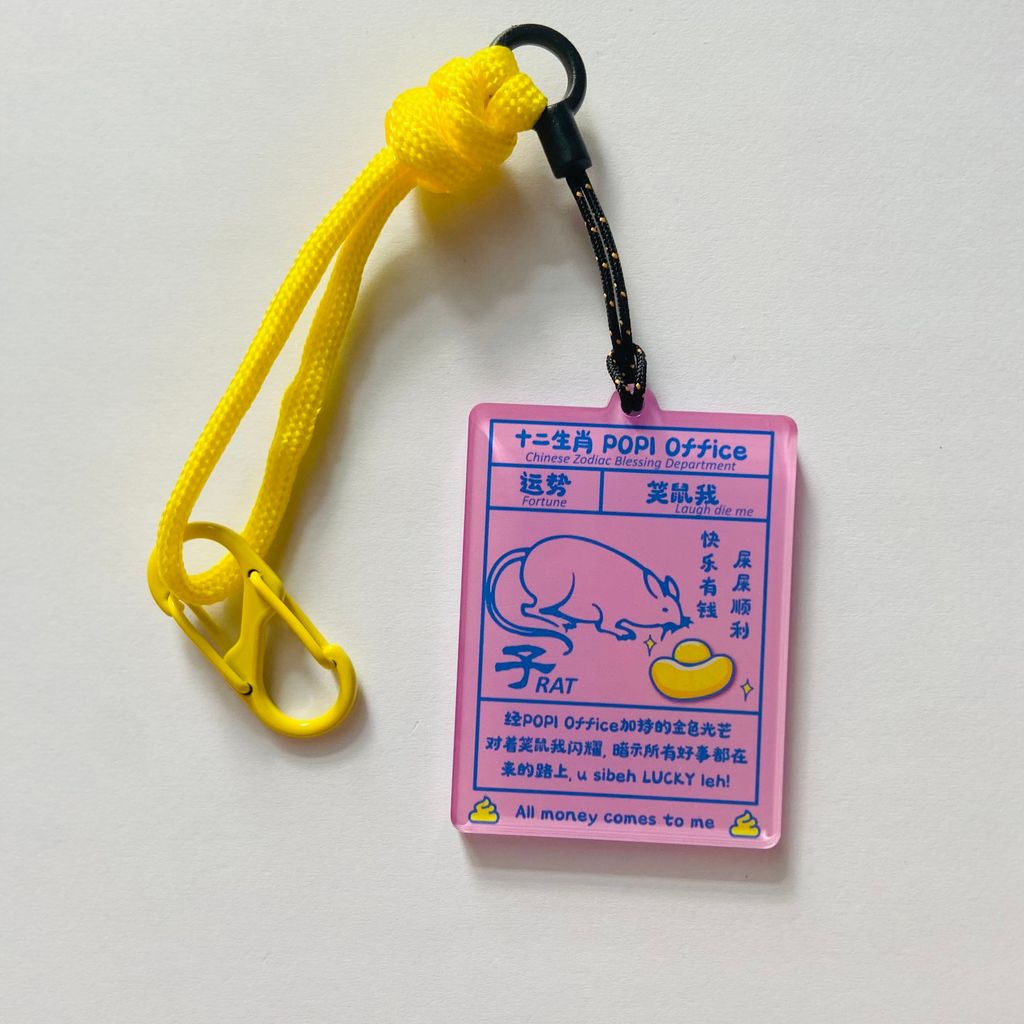 十二生肖 POPI Office
Chinese Zodiac Blessing Department
运势
Fortune
笑鼠我
Laugh die me
快乐有钱
屎屎顺利
子 RAT
经POPI Office加持的金色光芒
对着笑鼠我闪耀, 暗示所有好事都在
来的路上, u sibeh LUCKY leh!
All money comes to me